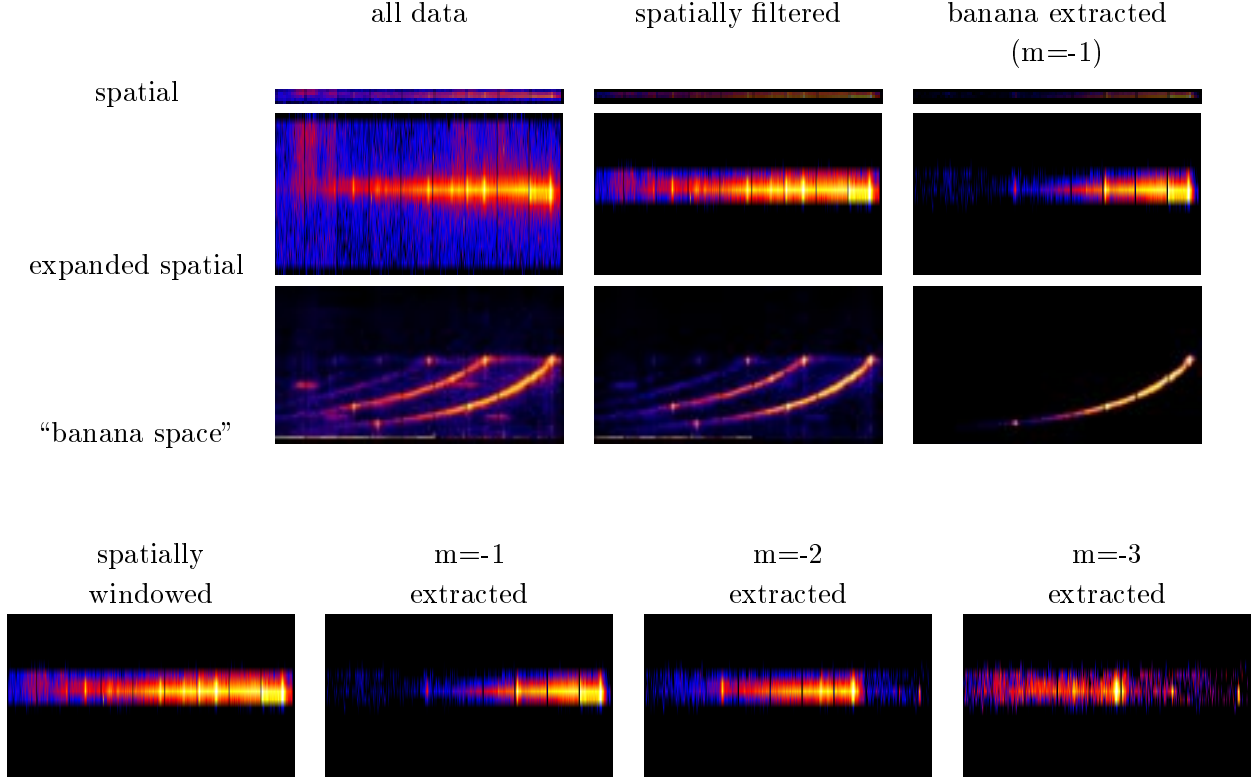 all data
spatially filtered
banana extracted
(m=-1)
spatial
expanded spatial
“banana space”
spatially
windowed
m=-1
extracted
m=-2
extracted
m=-3
extracted